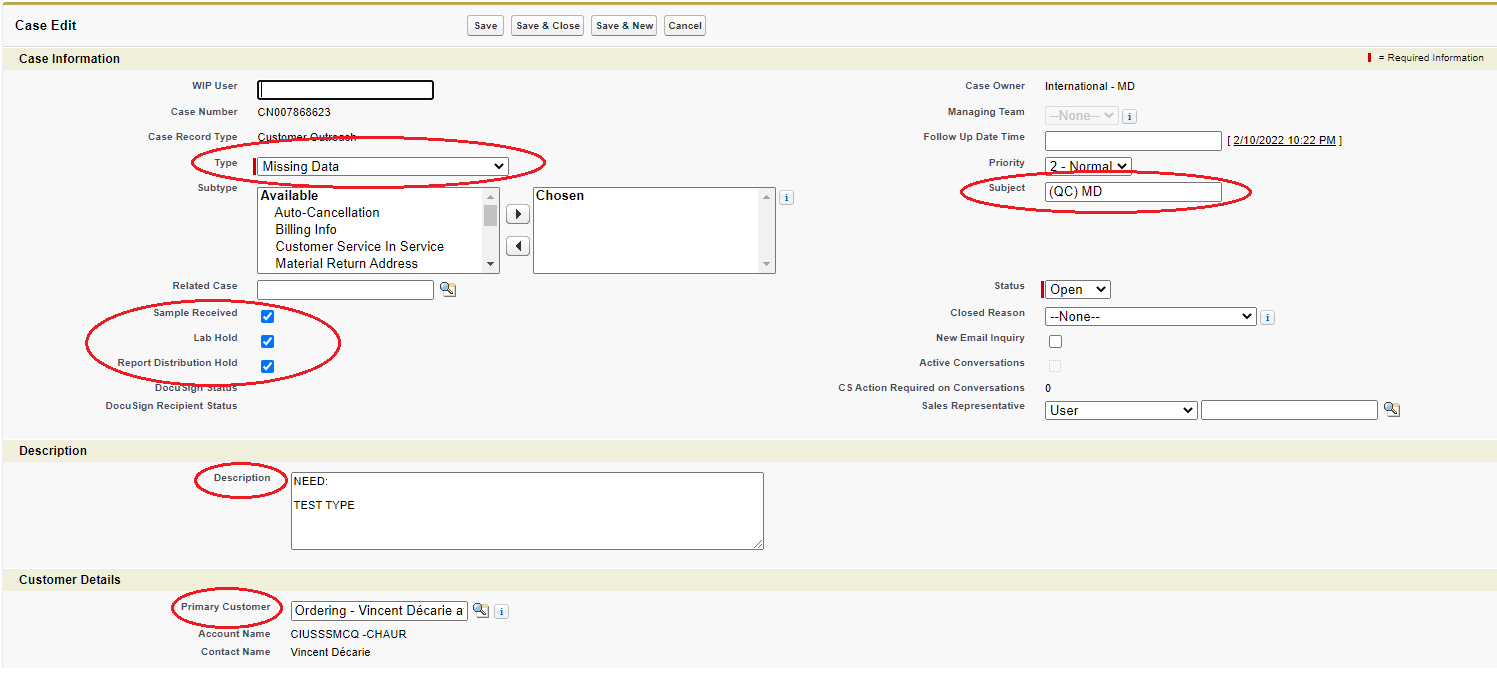 Case Edit
Save
Save & Close
Save & New
Cancel
Case Information
= Required Information
WIP User
Case Owner International - MD
Case Number CN007868623
Managing Team --None--
Case Record Type Customer Outreach
Follow Up Date Time [ 2/10/2022 10:22 PM ]
Type Missing Data
Priority 2 - Normal
Subtype
Available
Auto-Cancellation
Billing Info
Customer Service In Service
Material Return Address
Chosen
Subject (QC) MD
Related Case
Status Open
Sample Received
Closed Reason --None--
Lab Hold
New Email Inquiry
Report Distribution Hold
Active Conversations
DocuSign Status
CS Action Required on Conversations 0
DocuSign Recipient Status
Sales Representative User
Description
Description
NEED:
TEST TYPE
Customer Details
Primary Customer Ordering - Vincent Décarie a
Account Name CIUSSSMCQ -CHAUR
Contact Name Vincent Décarie